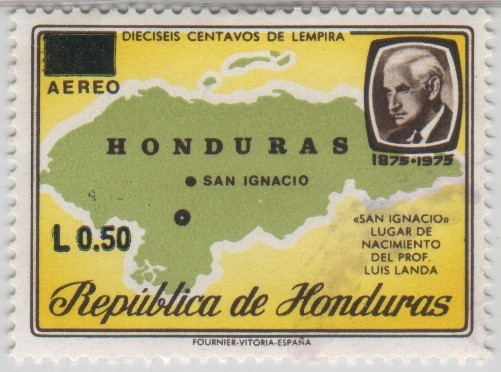 DIECISEIS CENTAVOS DE LEMPIRA
AEREO
HONDURAS
1875•1975
SAN IGNACIO
L 0.50
«SAN IGNACIO»
LUGAR DE
NACIMIENTO
DEL PROF.
LUIS LANDA
República de Honduras
FOURNIER-VITORIA-ESPAÑA